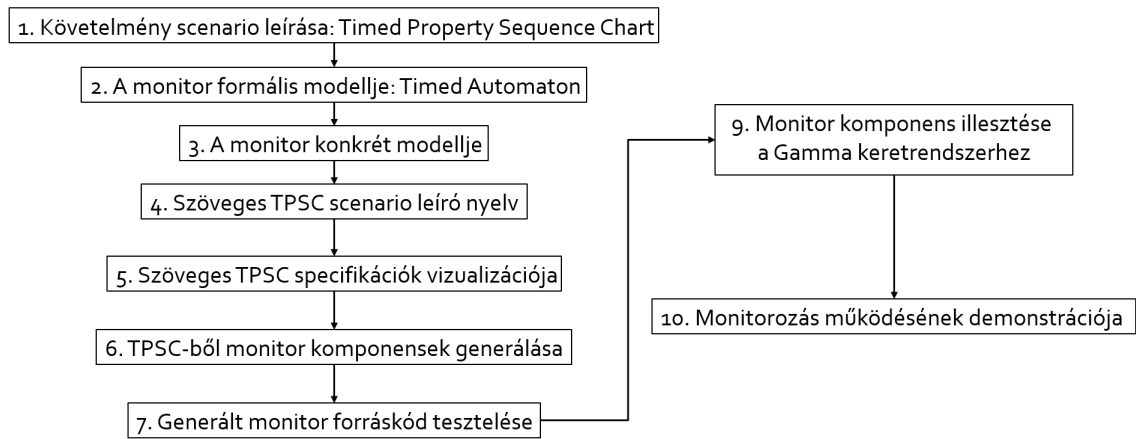 1. Követelmény scenario leírása: Timed Property Sequence Chart
2. A monitor formális modellje: Timed Automaton
3. A monitor konkrét modellje
4. Szöveges TPSC scenario leíró nyelv
5. Szöveges TPSC specifikációk vizualizációja
6. TPSC-ből monitor komponensek generálása
7. Generált monitor forráskód tesztelése
9. Monitor komponens illesztése
a Gamma keretrendszerhez
10. Monitorozás működésének demonstrációja